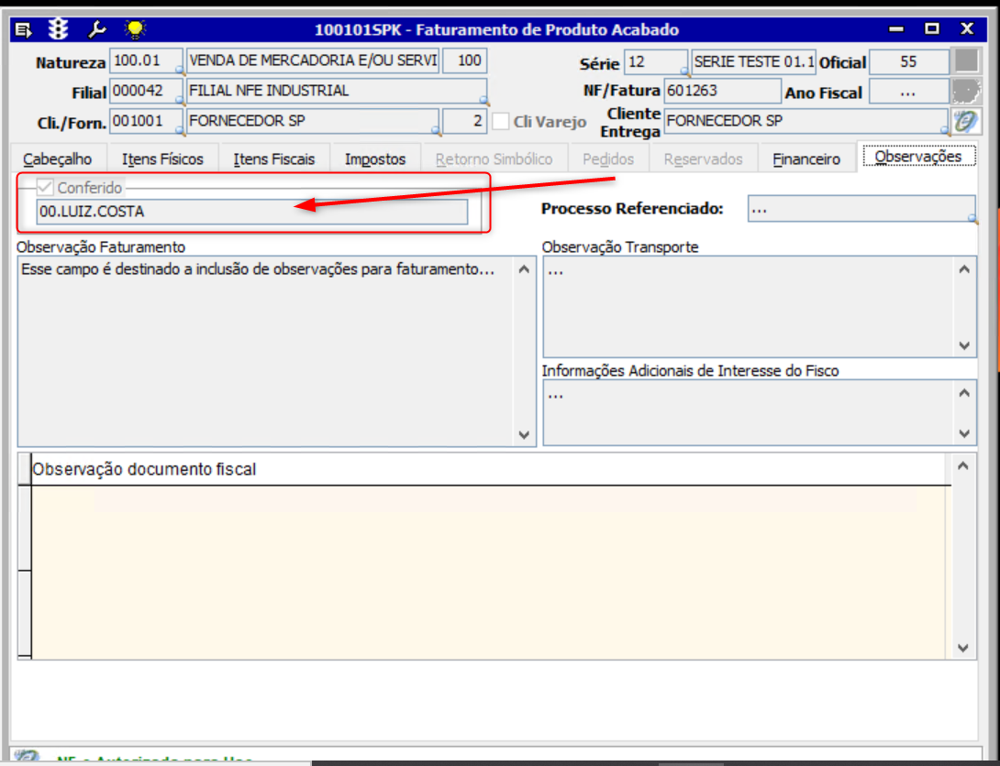 100101SPK - Faturamento de Produto Acabado
Natureza 100.01 VENDA DE MERCADORIA E/OU SERVI 100 Série 12 SERIE TESTE 01.1 Oficial 55
Filial 000042 FILIAL NFE INDUSTRIAL NF/Fatura 601263 Ano Fiscal ...
Cli./Forn. 001001 FORNECEDOR SP 2 Cli Varejo Cliente Entrega FORNECEDOR SP
Cabeçalho Itens Físicos Itens Fiscais Impostos Retorno Simbólico Pedidos Reservados Financeiro Observações
Conferido
00.LUIZ.COSTA
Processo Referenciado: ...
Observação Faturamento
Esse campo é destinado a inclusão de observações para faturamento...
Observação Transporte
...
Informações Adicionais de Interesse do Fisco
...
Observação documento fiscal
NF-e Autorizada para Uso